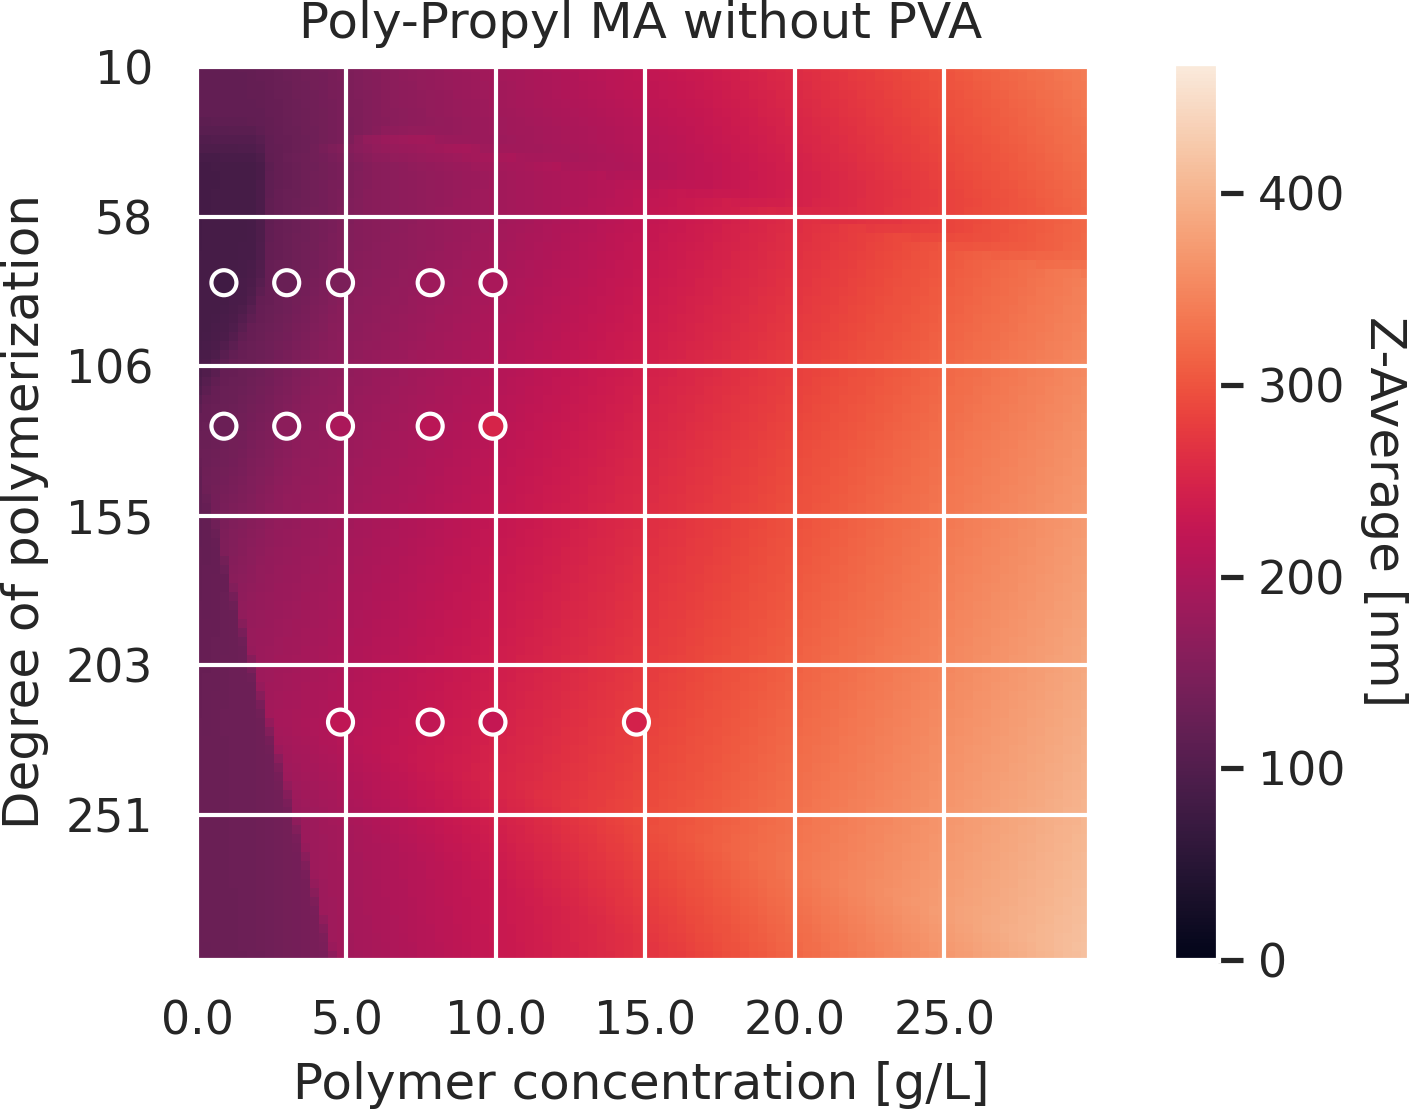 Poly-Propyl MA without PVA
10
58
106
155
203
251
Degree of polymerization
0.0 5.0 10.0 15.0 20.0 25.0
Polymer concentration [g/L]
400
300
200
100
0
Z-Average [nm]